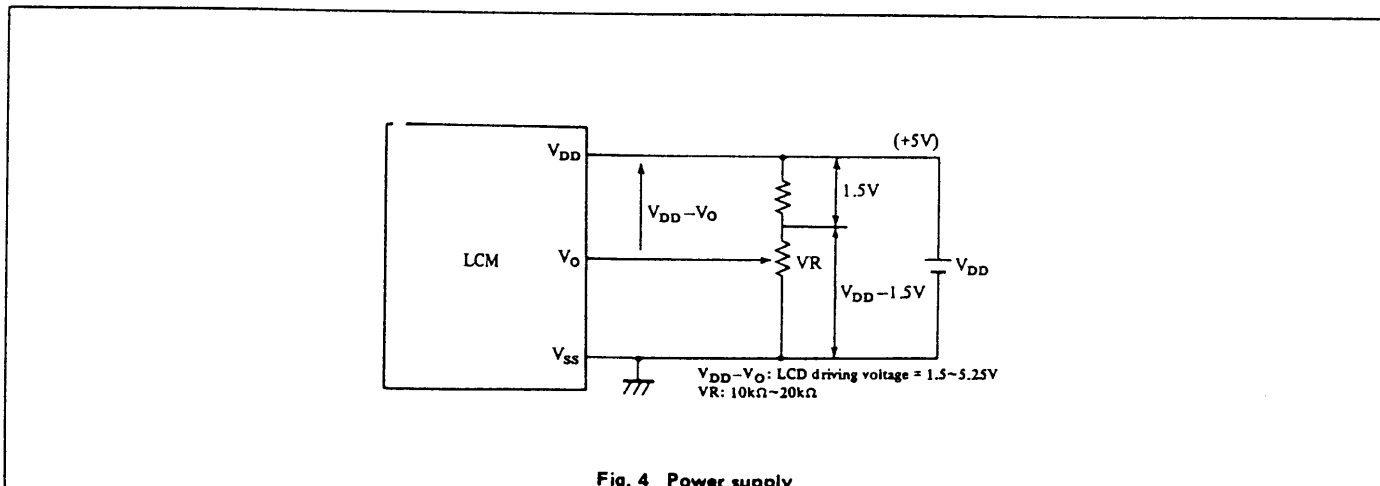 (+5V)
V_DD
1.5V
V_DD−V_O
LCM
V_O
VR
V_DD
V_DD−1.5V
V_SS
V_DD−V_O: LCD driving voltage = 1.5~5.25V
VR: 10kΩ~20kΩ
Fig. 4 Power supply